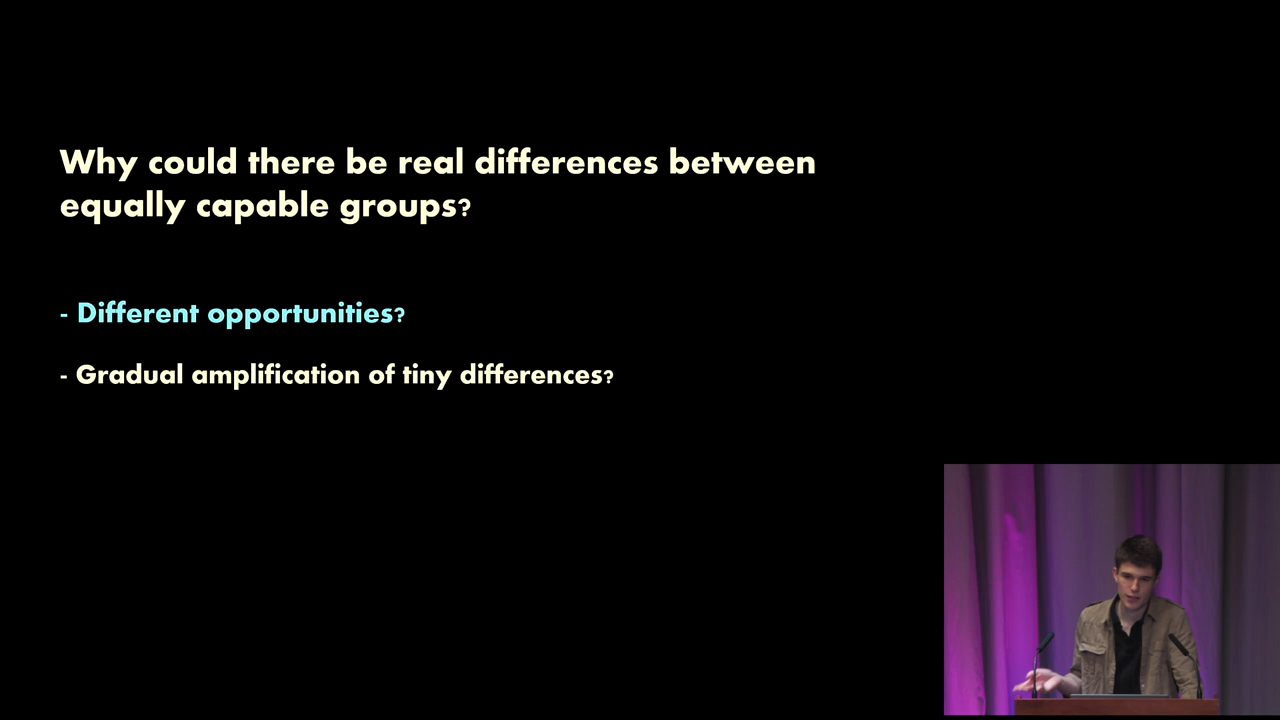 Why could there be real differences between
equally capable groups?
- Different opportunities?
- Gradual amplification of tiny differences?